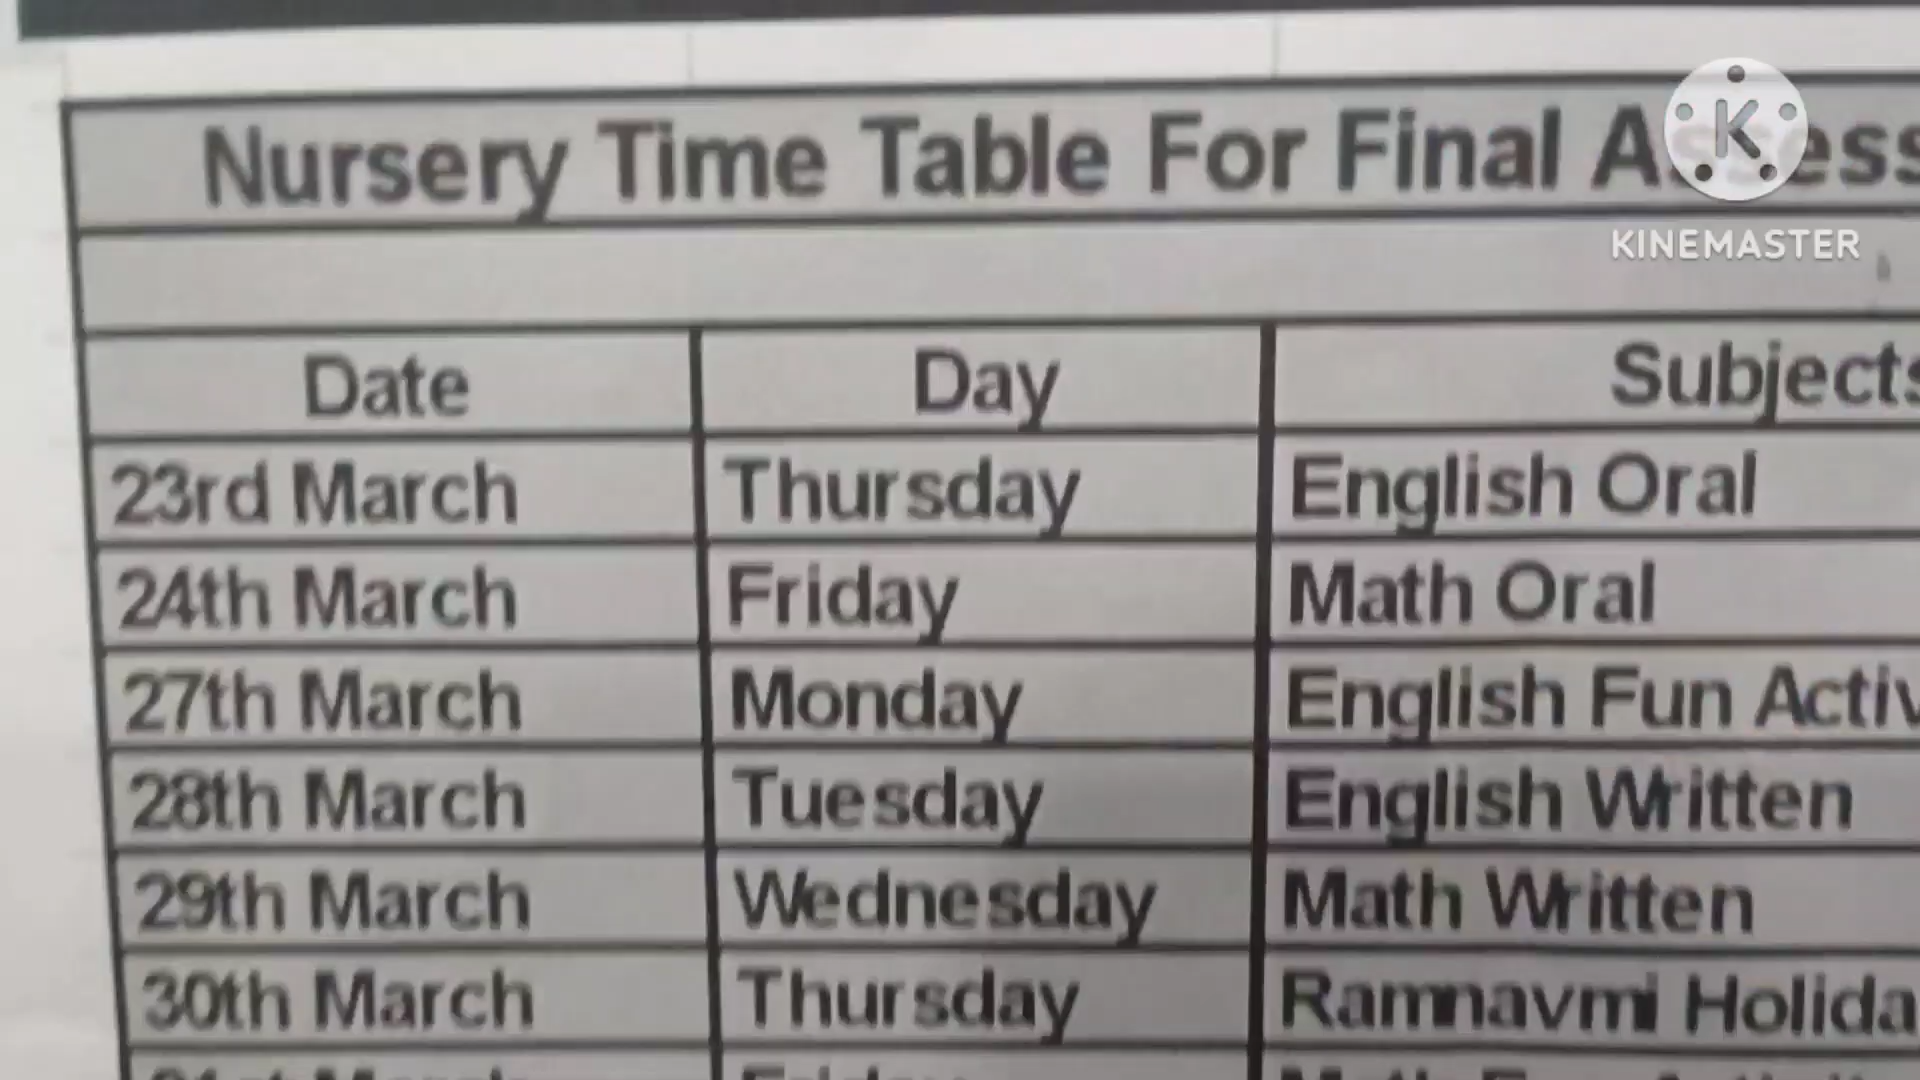 Nursery Time Table For Final
K
KINEMASTER
Date Day Subjects
23rd March Thursday English Oral
24th March Friday Math Oral
27th March Monday English Fun Activ
28th March Tuesday English Written
29th March Wednesday Math Written
30th March Thursday Ramnavmi Holida